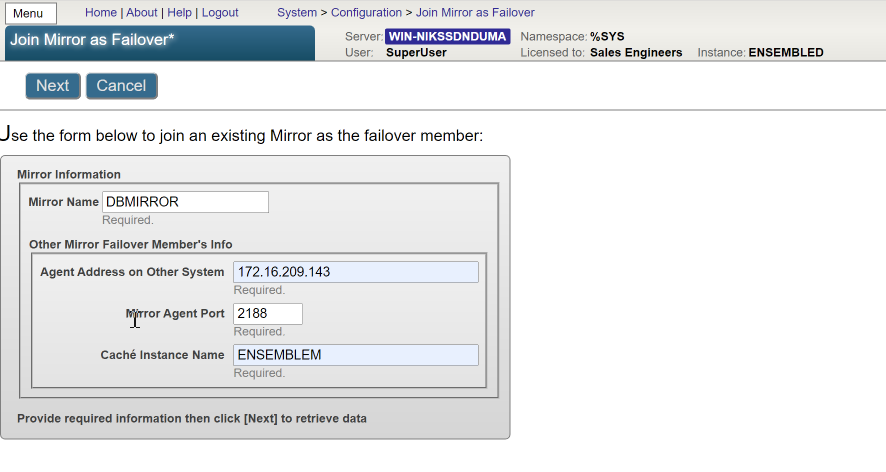 Menu
Home | About | Help | Logout
System > Configuration > Join Mirror as Failover
Join Mirror as Failover*
Server: WIN-NIKSSDNDUMA Namespace: %SYS
User: SuperUser Licensed to: Sales Engineers Instance: ENSEMBLED
Next Cancel
Use the form below to join an existing Mirror as the failover member:
Mirror Information
Mirror Name DBMIRROR
Required.
Other Mirror Failover Member's Info
Agent Address on Other System 172.16.209.143
Required.
Mirror Agent Port 2188
Required.
Caché Instance Name ENSEMBLEM
Required.
Provide required information then click [Next] to retrieve data